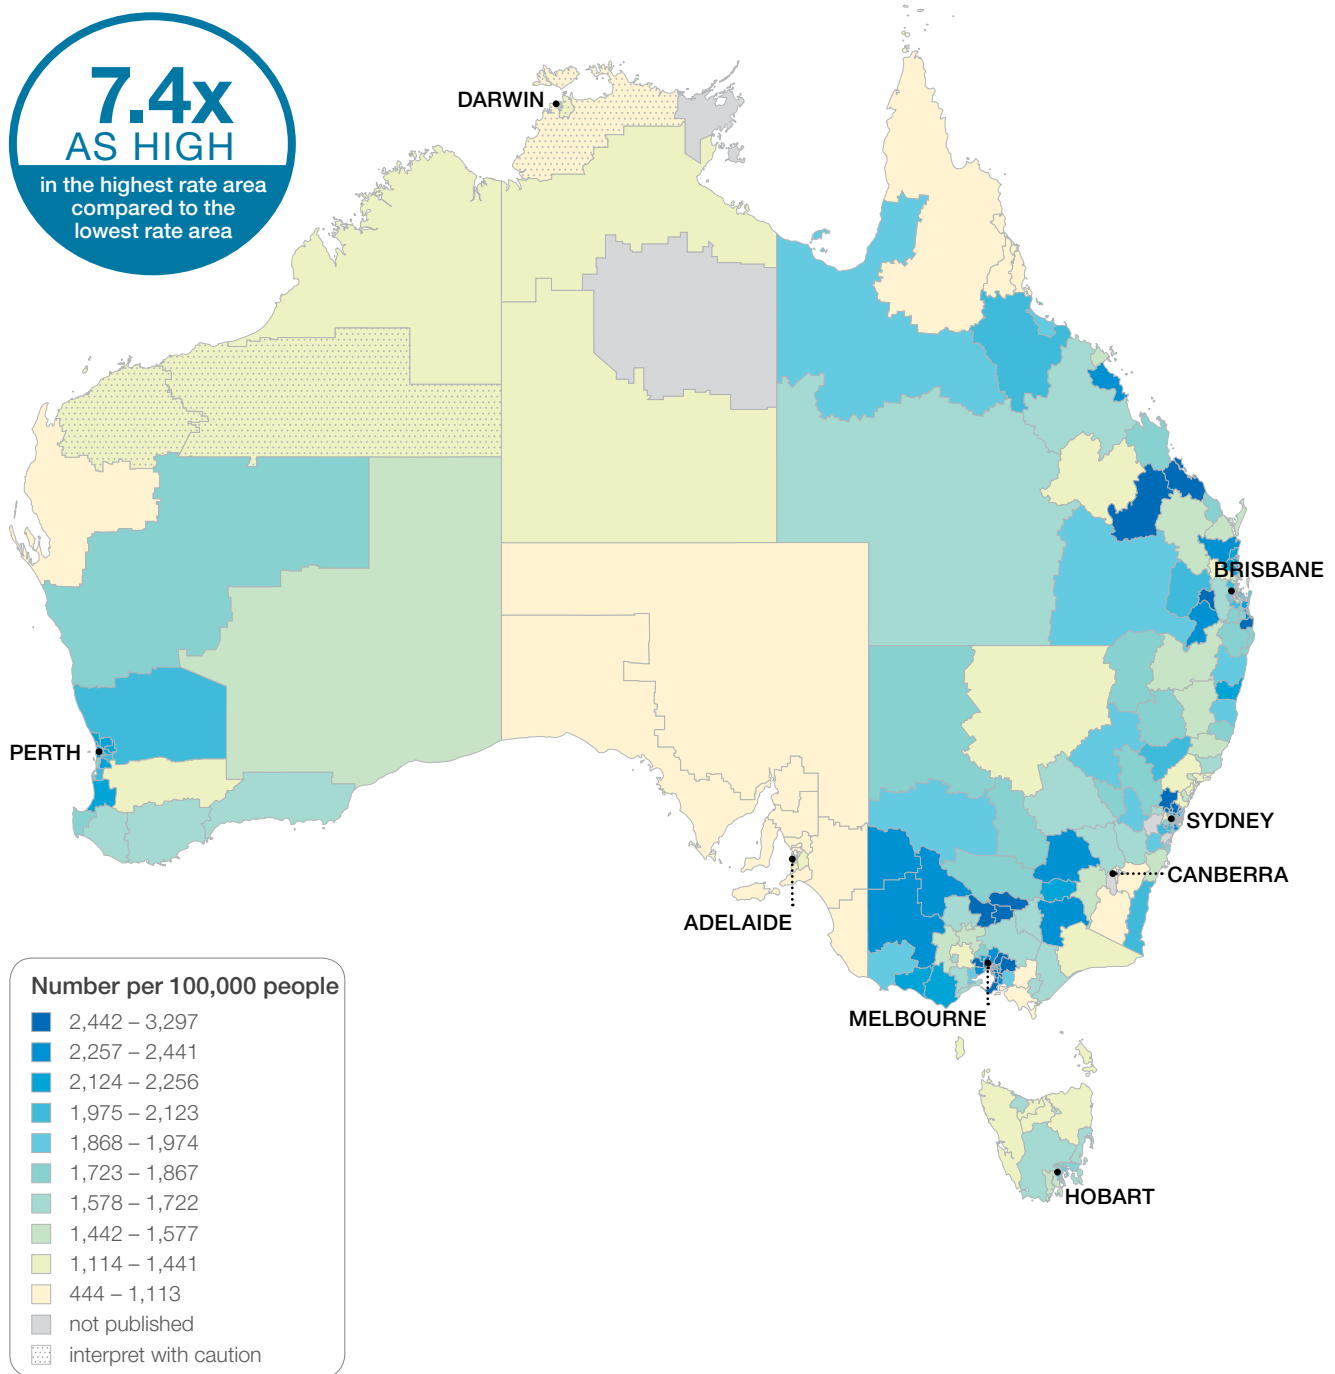 7.4x
AS HIGH
in the highest rate area
compared to the
lowest rate area
DARWIN
BRISBANE
PERTH
SYDNEY
CANBERRA
ADELAIDE
MELBOURNE
HOBART
Number per 100,000 people
2,442 – 3,297
2,257 – 2,441
2,124 – 2,256
1,975 – 2,123
1,868 – 1,974
1,723 – 1,867
1,578 – 1,722
1,442 – 1,577
1,114 – 1,441
444 – 1,113
not published
interpret with caution